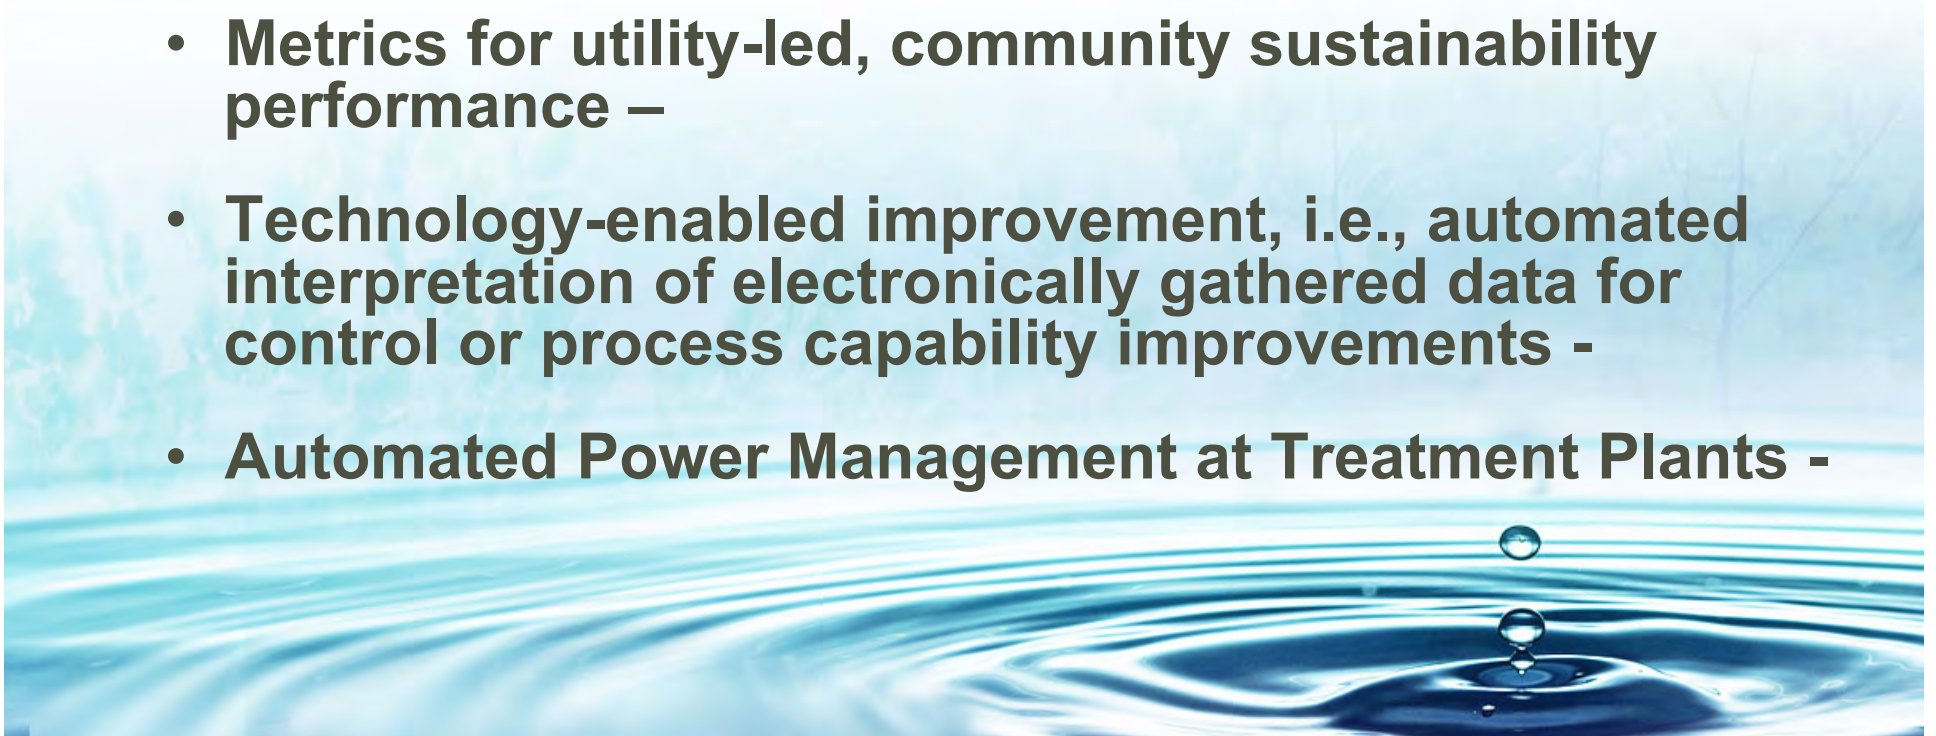 • Metrics for utility-led, community sustainability
performance –
• Technology-enabled improvement, i.e., automated
interpretation of electronically gathered data for
control or process capability improvements -
• Automated Power Management at Treatment Plants -